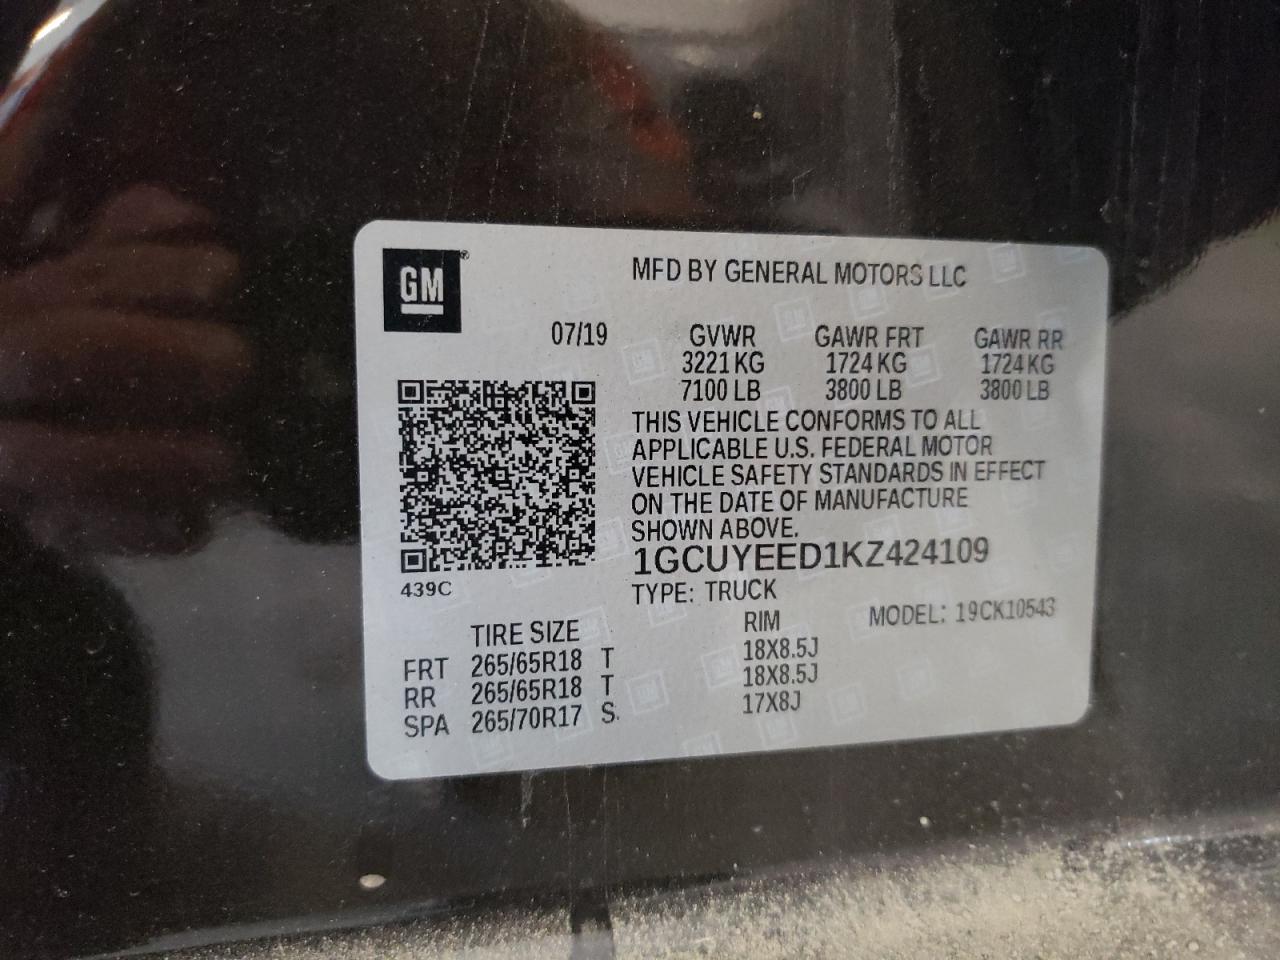 GM
MFD BY GENERAL MOTORS LLC
07/19 GVWR GAWR FRT GAWR RR
3221 KG 1724 KG 1724 KG
7100 LB 3800 LB 3800 LB
THIS VEHICLE CONFORMS TO ALL
APPLICABLE U.S. FEDERAL MOTOR
VEHICLE SAFETY STANDARDS IN EFFECT
ON THE DATE OF MANUFACTURE
SHOWN ABOVE.
1GCUYEED1KZ424109
439C
TYPE: TRUCK
MODEL: 19CK10543
TIRE SIZE RIM
FRT 265/65R18 T 18X8.5J
RR 265/65R18 T 18X8.5J
SPA 265/70R17 S. 17X8J